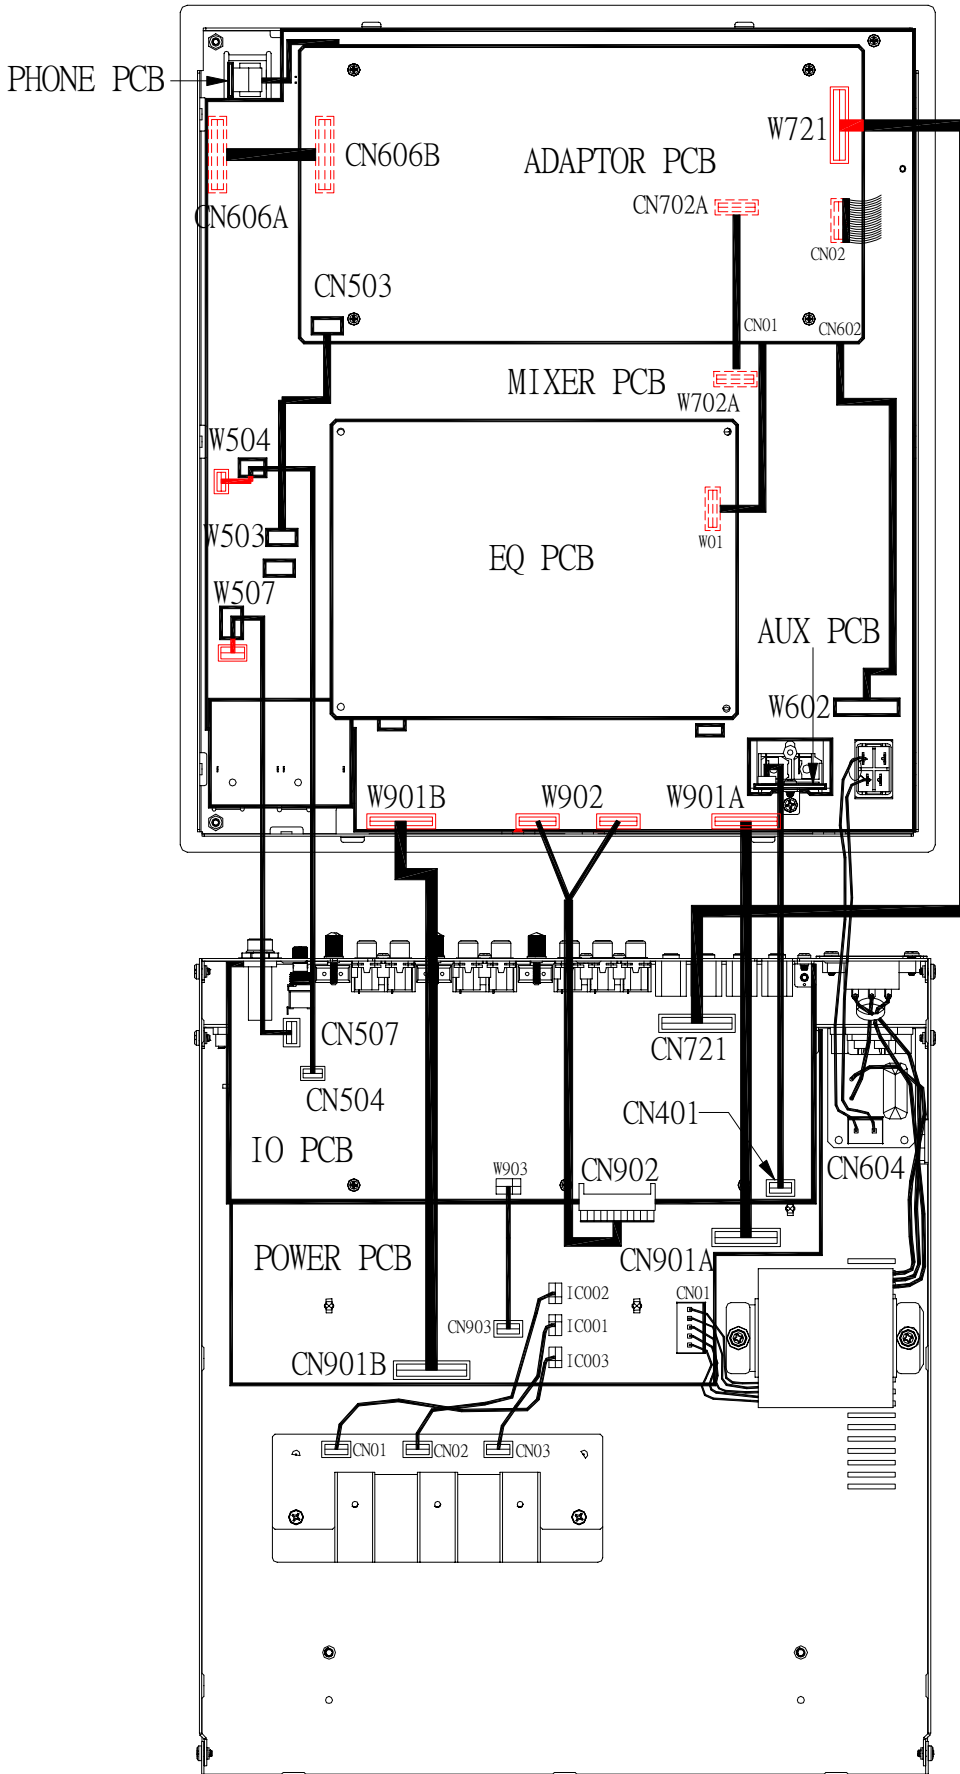 PHONE PCB
W721
CN606B
ADAPTOR PCB
CN702A
CN606A
CN02
CN503
CN01
CN602
MIXER PCB
W702A
W504
W503
W01
EQ PCB
W507
AUX PCB
W602
W901B
W902
W901A
CN507
CN721
CN504
CN401
IO PCB
W903
CN902
CN604
POWER PCB
CN901A
IC002
CN01
CN903
IC001
CN901B
IC003
CN01
CN02
CN03